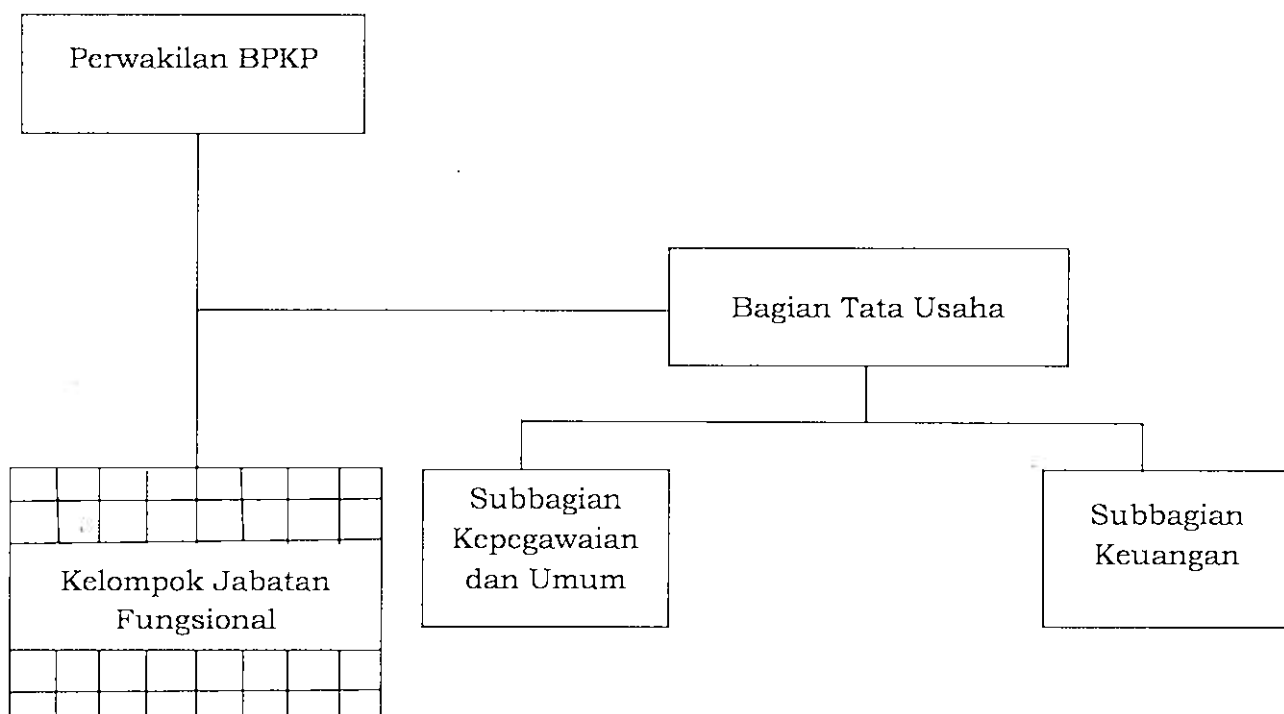 Perwakilan BPKP
Bagian Tata Usaha
Kelompok Jabatan
Fungsional
Subbagian
Kepegawaian
dan Umum
Subbagian
Keuangan